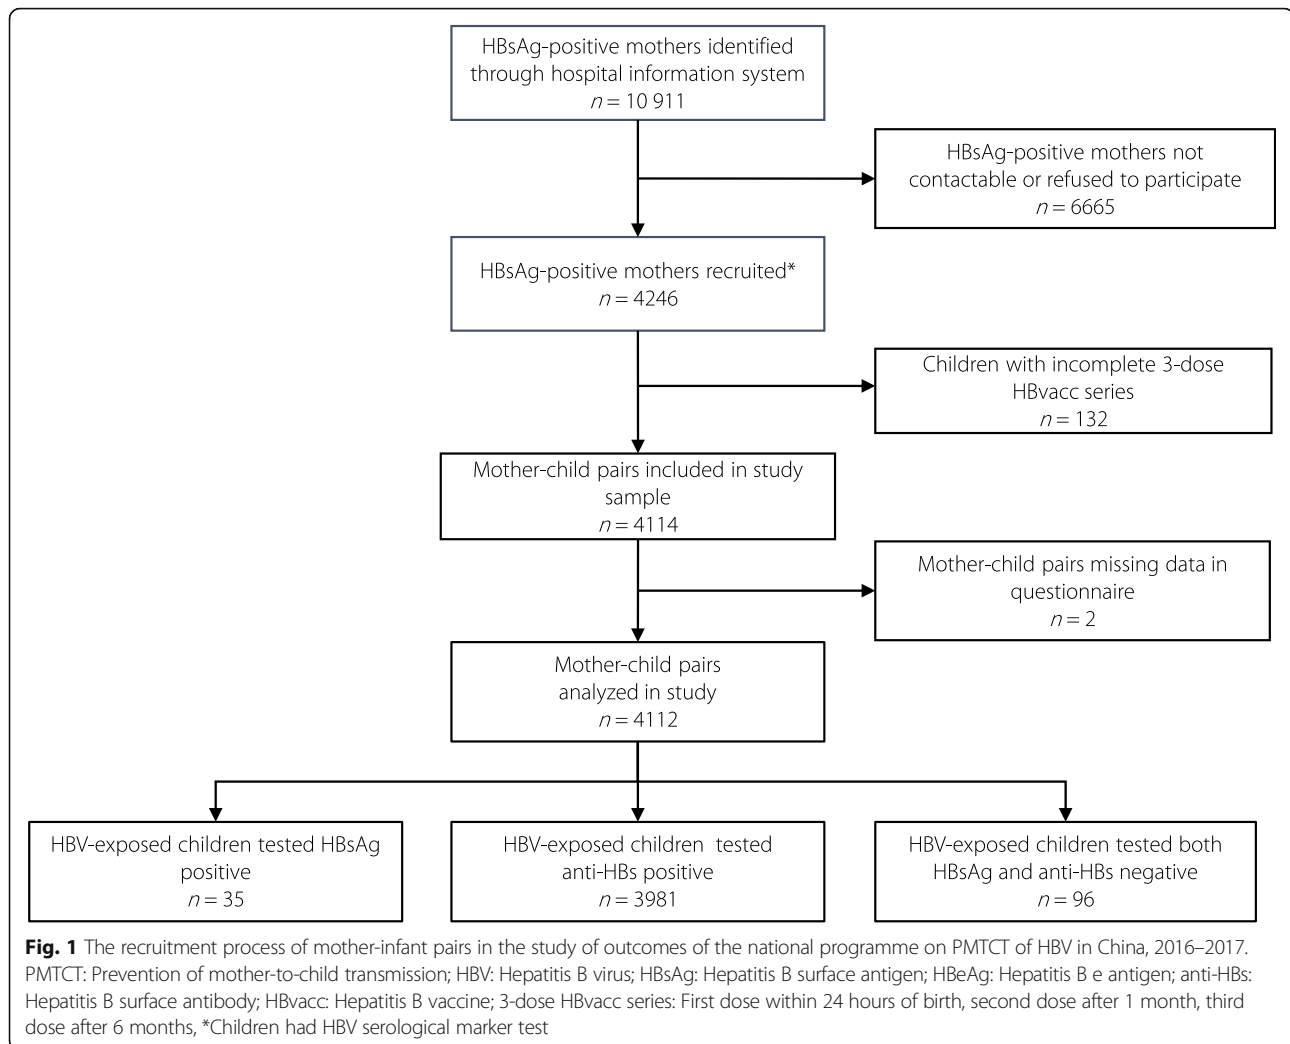 HBsAg-positive mothers identified
through hospital information system
n = 10 911
HBsAg-positive mothers not
contactable or refused to participate
n = 6665
HBsAg-positive mothers recruited*
n = 4246
Children with incomplete 3-dose
HBvacc series
n = 132
Mother-child pairs included in study
sample
n = 4114
Mother-child pairs missing data in
questionnaire
n = 2
Mother-child pairs
analyzed in study
n = 4112
HBV-exposed children tested HBsAg
positive
n = 35
HBV-exposed children tested
anti-HBs positive
n = 3981
HBV-exposed children tested both
HBsAg and anti-HBs negative
n = 96
Fig. 1 The recruitment process of mother-infant pairs in the study of outcomes of the national programme on PMTCT of HBV in China, 2016–2017.
PMTCT: Prevention of mother-to-child transmission; HBV: Hepatitis B virus; HBsAg: Hepatitis B surface antigen; HBeAg: Hepatitis B e antigen; anti-HBs:
Hepatitis B surface antibody; HBvacc: Hepatitis B vaccine; 3-dose HBvacc series: First dose within 24 hours of birth, second dose after 1 month, third
dose after 6 months, *Children had HBV serological marker test